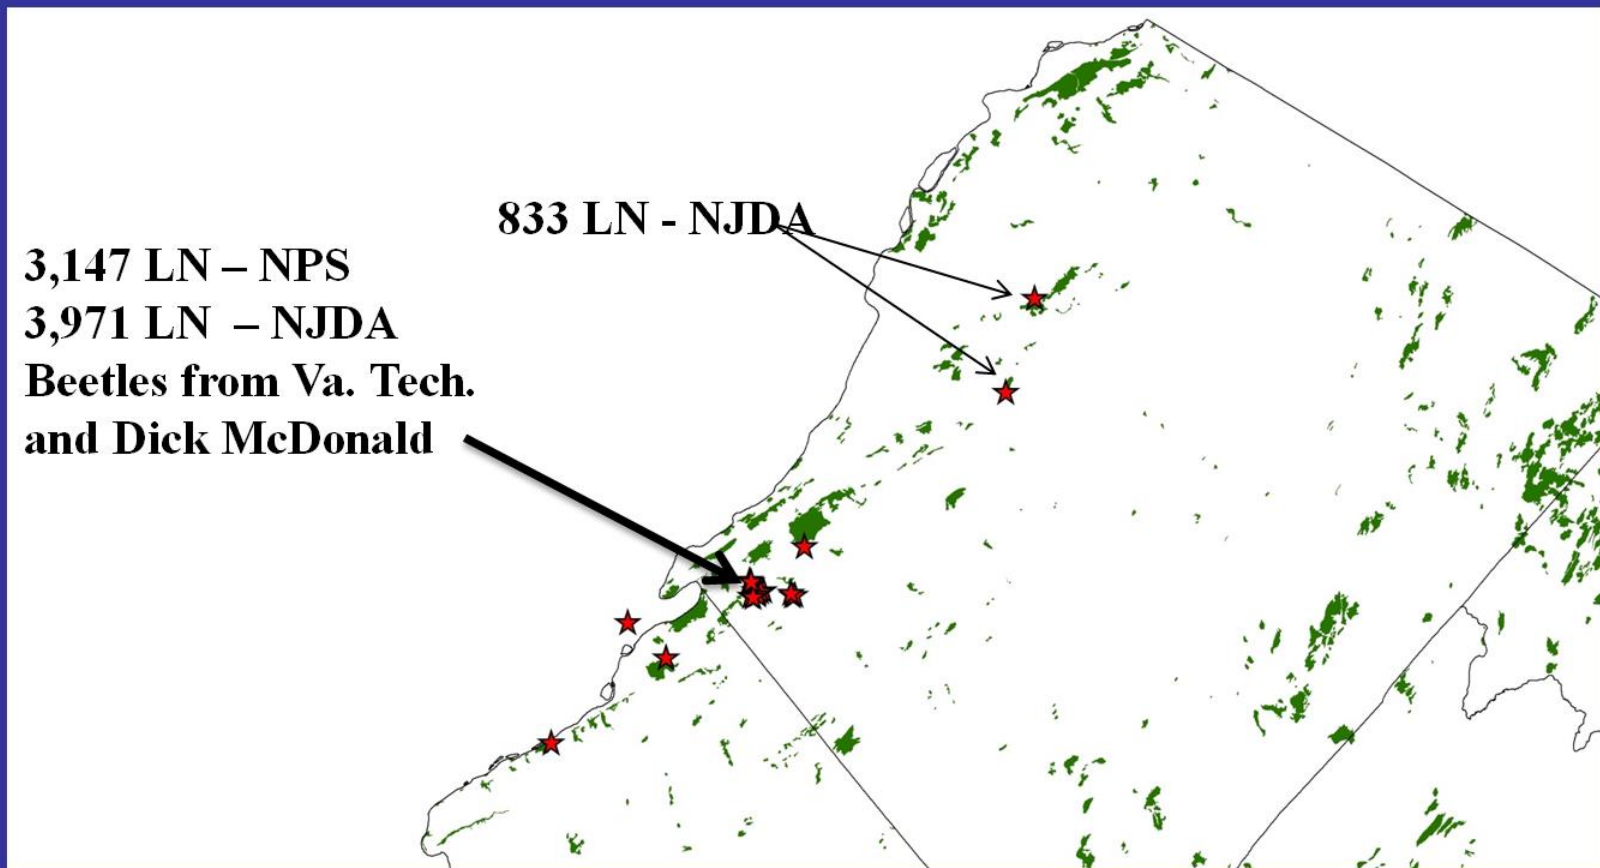 833 LN - NJDA
3,147 LN – NPS
3,971 LN – NJDA
Beetles from Va. Tech.
and Dick McDonald